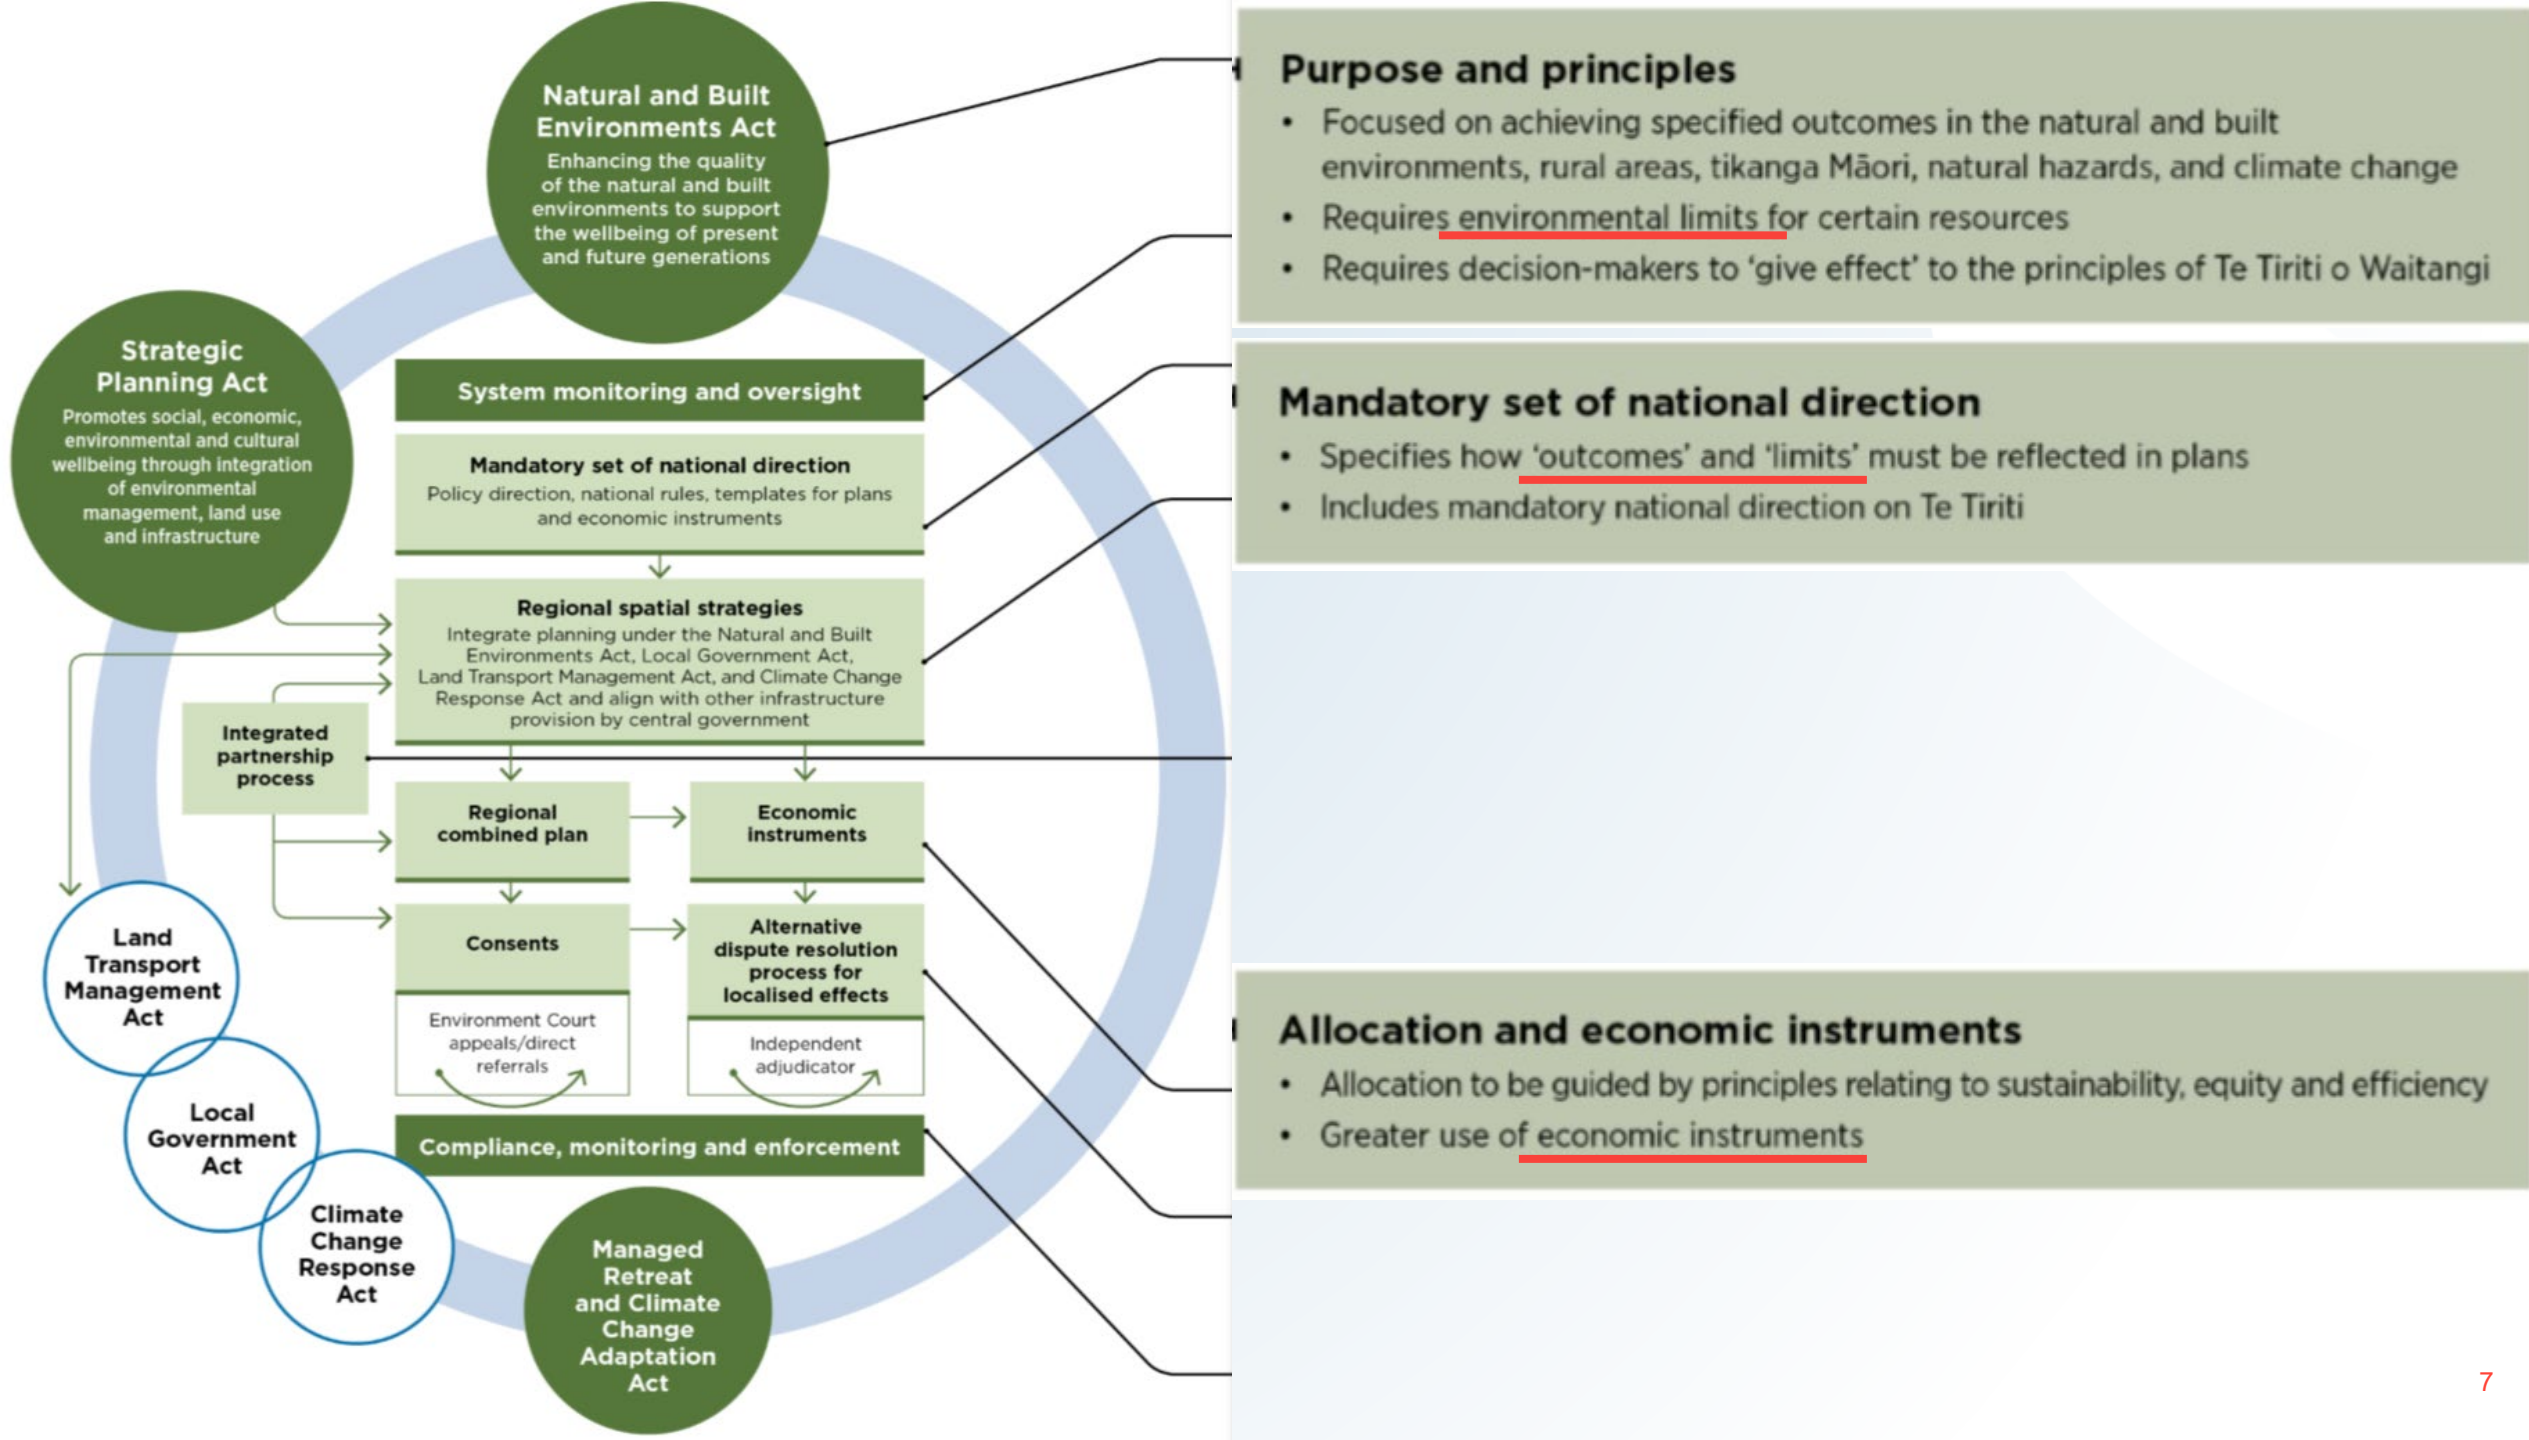 Natural and Built
Environments Act
Enhancing the quality
of the natural and built
environments to support
the wellbeing of present
and future generations
Strategic
Planning Act
Promotes social, economic,
environmental and cultural
wellbeing through integration
of environmental
management, land use
and infrastructure
System monitoring and oversight
Mandatory set of national direction
Policy direction, national rules, templates for plans
and economic instruments
Regional spatial strategies
Integrate planning under the Natural and Built
Environments Act, Local Government Act,
Land Transport Management Act, and Climate Change
Response Act and align with other infrastructure
provision by central government
Integrated
partnership
process
Regional
combined plan
Economic
instruments
Consents
Alternative
dispute resolution
process for
localised effects
Environment Court
appeals/direct
referrals
Independent
adjudicator
Compliance, monitoring and enforcement
Land
Transport
Management
Act
Local
Government
Act
Climate
Change
Response
Act
Managed
Retreat
and Climate
Change
Adaptation
Act
Purpose and principles
• Focused on achieving specified outcomes in the natural and built
environments, rural areas, tikanga Māori, natural hazards, and climate change
• Requires environmental limits for certain resources
• Requires decision-makers to ‘give effect’ to the principles of Te Tiriti o Waitangi
Mandatory set of national direction
• Specifies how ‘outcomes’ and ‘limits’ must be reflected in plans
• Includes mandatory national direction on Te Tiriti
Allocation and economic instruments
• Allocation to be guided by principles relating to sustainability, equity and efficiency
• Greater use of economic instruments
7